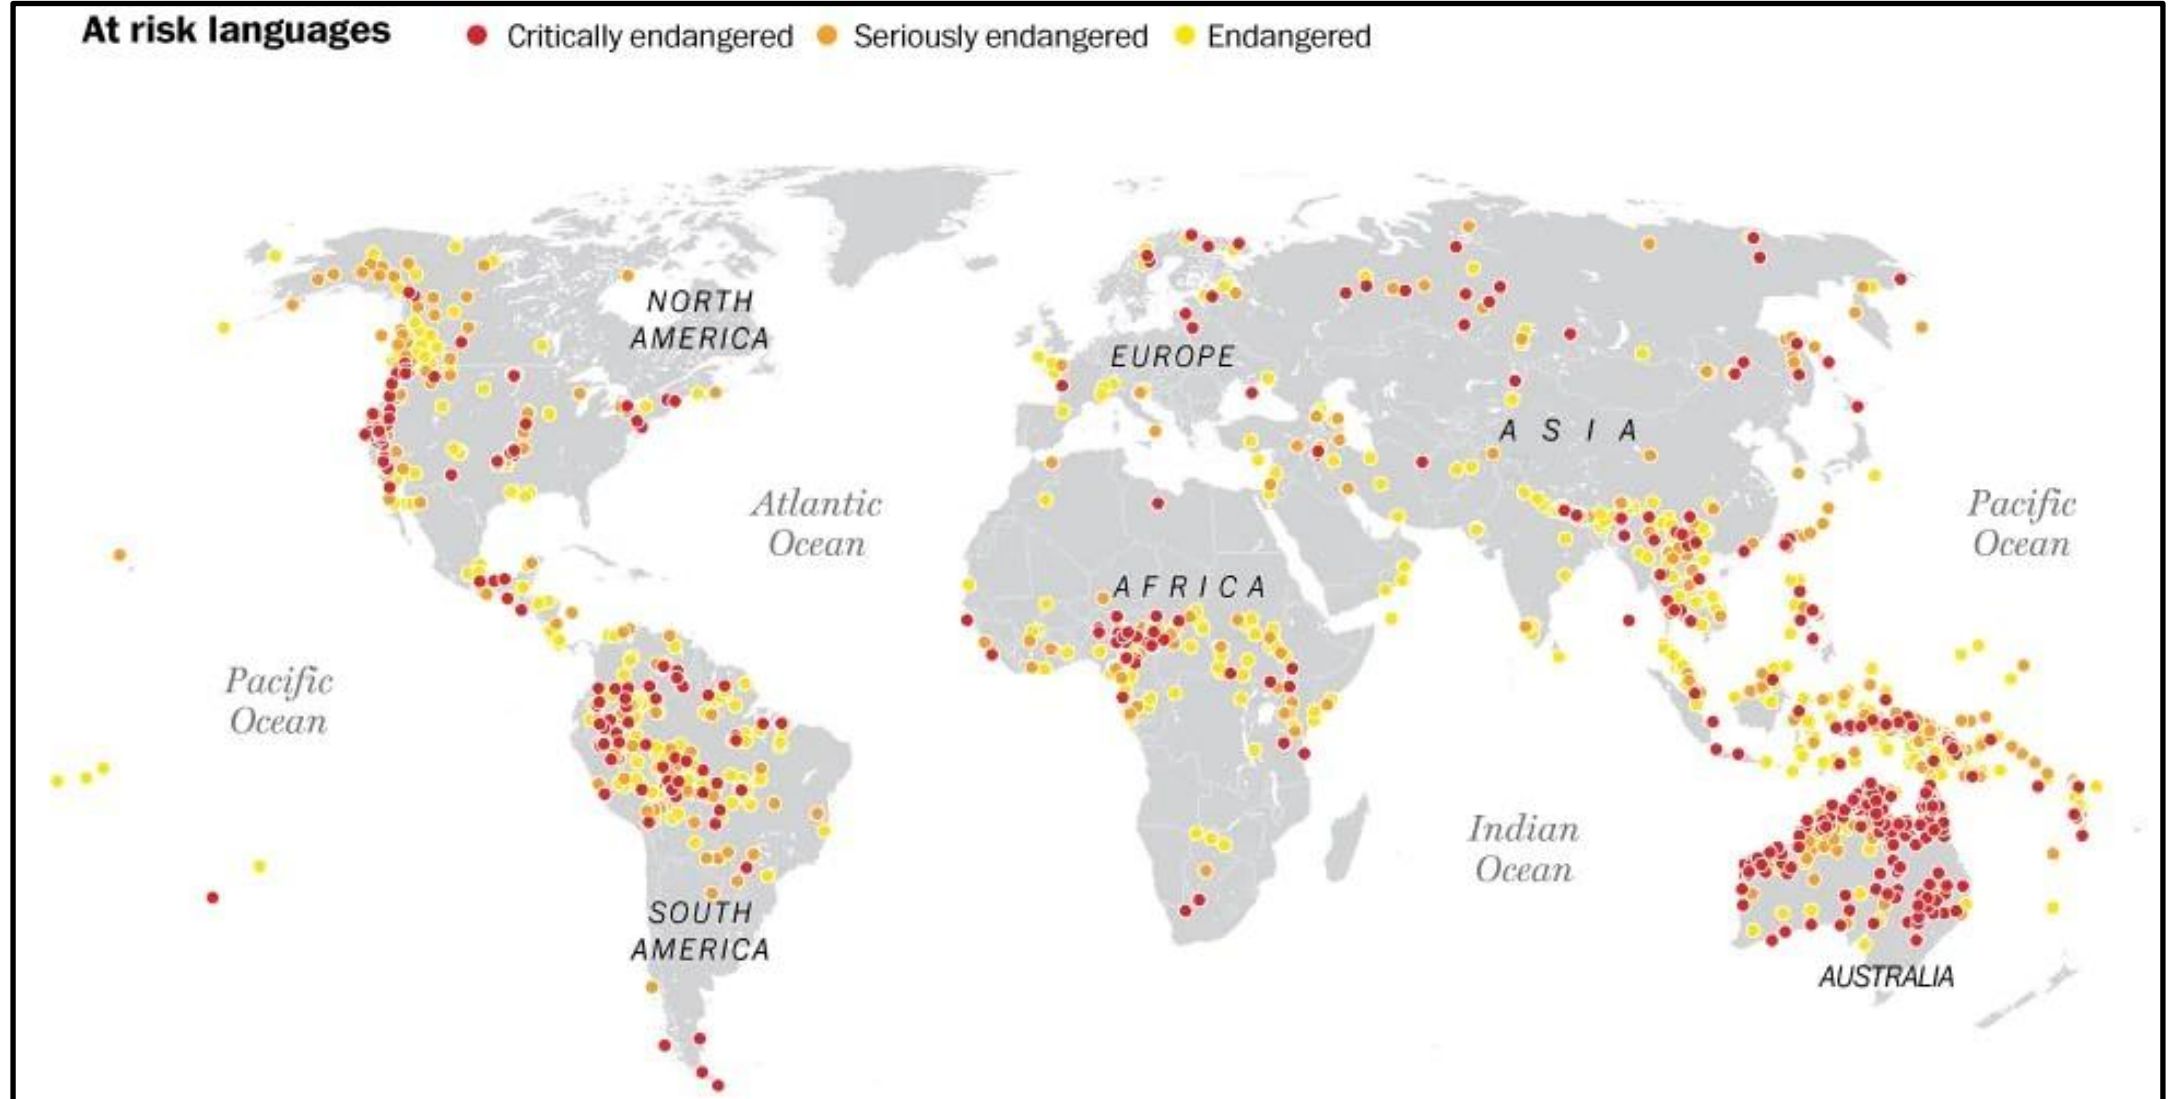 At risk languages
Critically endangered
Seriously endangered
Endangered
NORTH
AMERICA
EUROPE
A S I A
Atlantic
Ocean
Pacific
Ocean
AFRICA
Pacific
Ocean
Indian
Ocean
SOUTH
AMERICA
AUSTRALIA